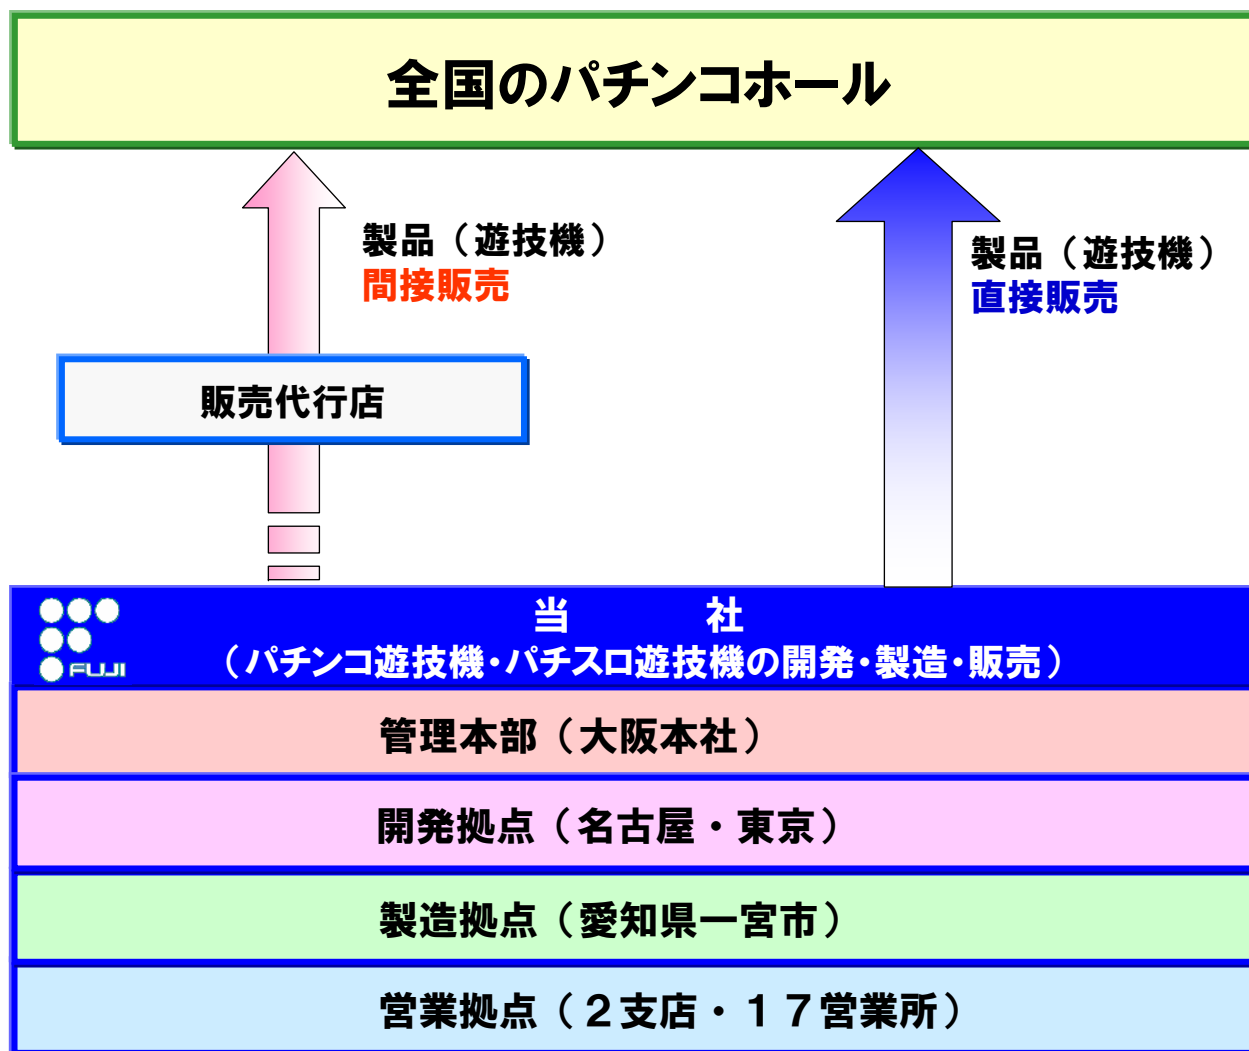 全国のパチンコホール
製品（遊技機）
間接販売
製品（遊技機）
直接販売
販売代行店
当　社
FUJI
（パチンコ遊技機・パチスロ遊技機の開発・製造・販売）
管理本部（大阪本社）
開発拠点（名古屋・東京）
製造拠点（愛知県一宮市）
営業拠点（２支店・１７営業所）